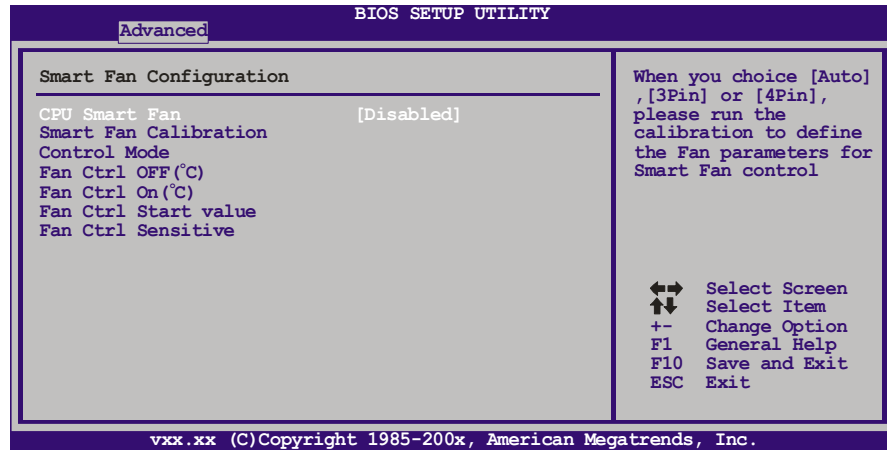 BIOS SETUP UTILITY
Advanced
Smart Fan Configuration
CPU Smart Fan [Disabled]
Smart Fan Calibration
Control Mode
Fan Ctrl OFF(°C)
Fan Ctrl On(°C)
Fan Ctrl Start value
Fan Ctrl Sensitive
When you choice [Auto]
,[3Pin] or [4Pin],
please run the
calibration to define
the Fan parameters for
Smart Fan control
Select Screen
Select Item
+- Change Option
F1 General Help
F10 Save and Exit
ESC Exit
vxx.xx (C)Copyright 1985-200x, American Megatrends, Inc.